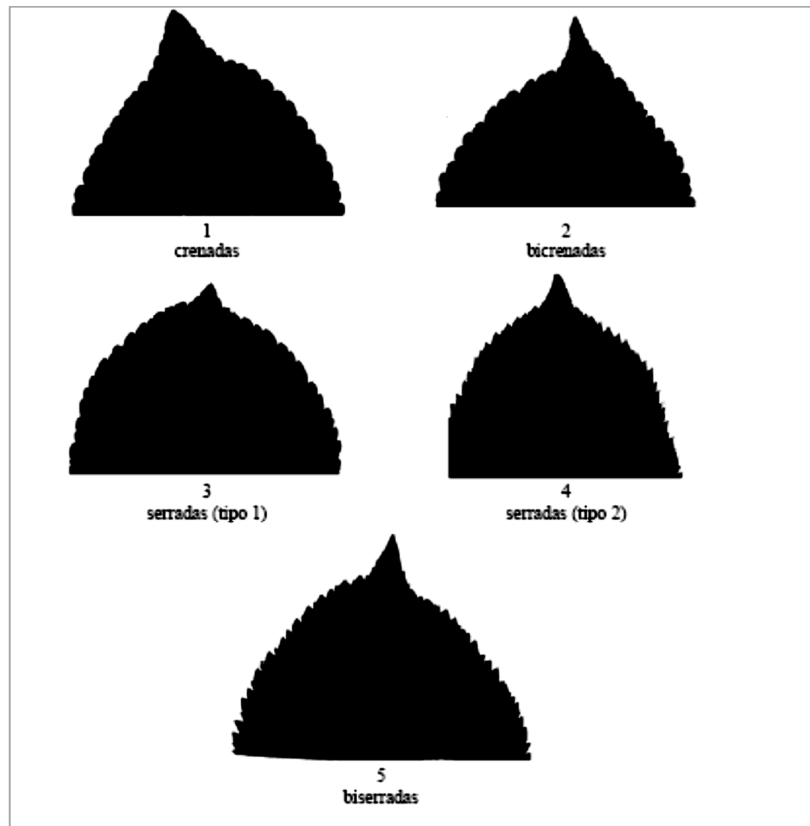 1
crenadas
2
bicrenadas
3
serradas (tipo 1)
4
serradas (tipo 2)
5
biserradas